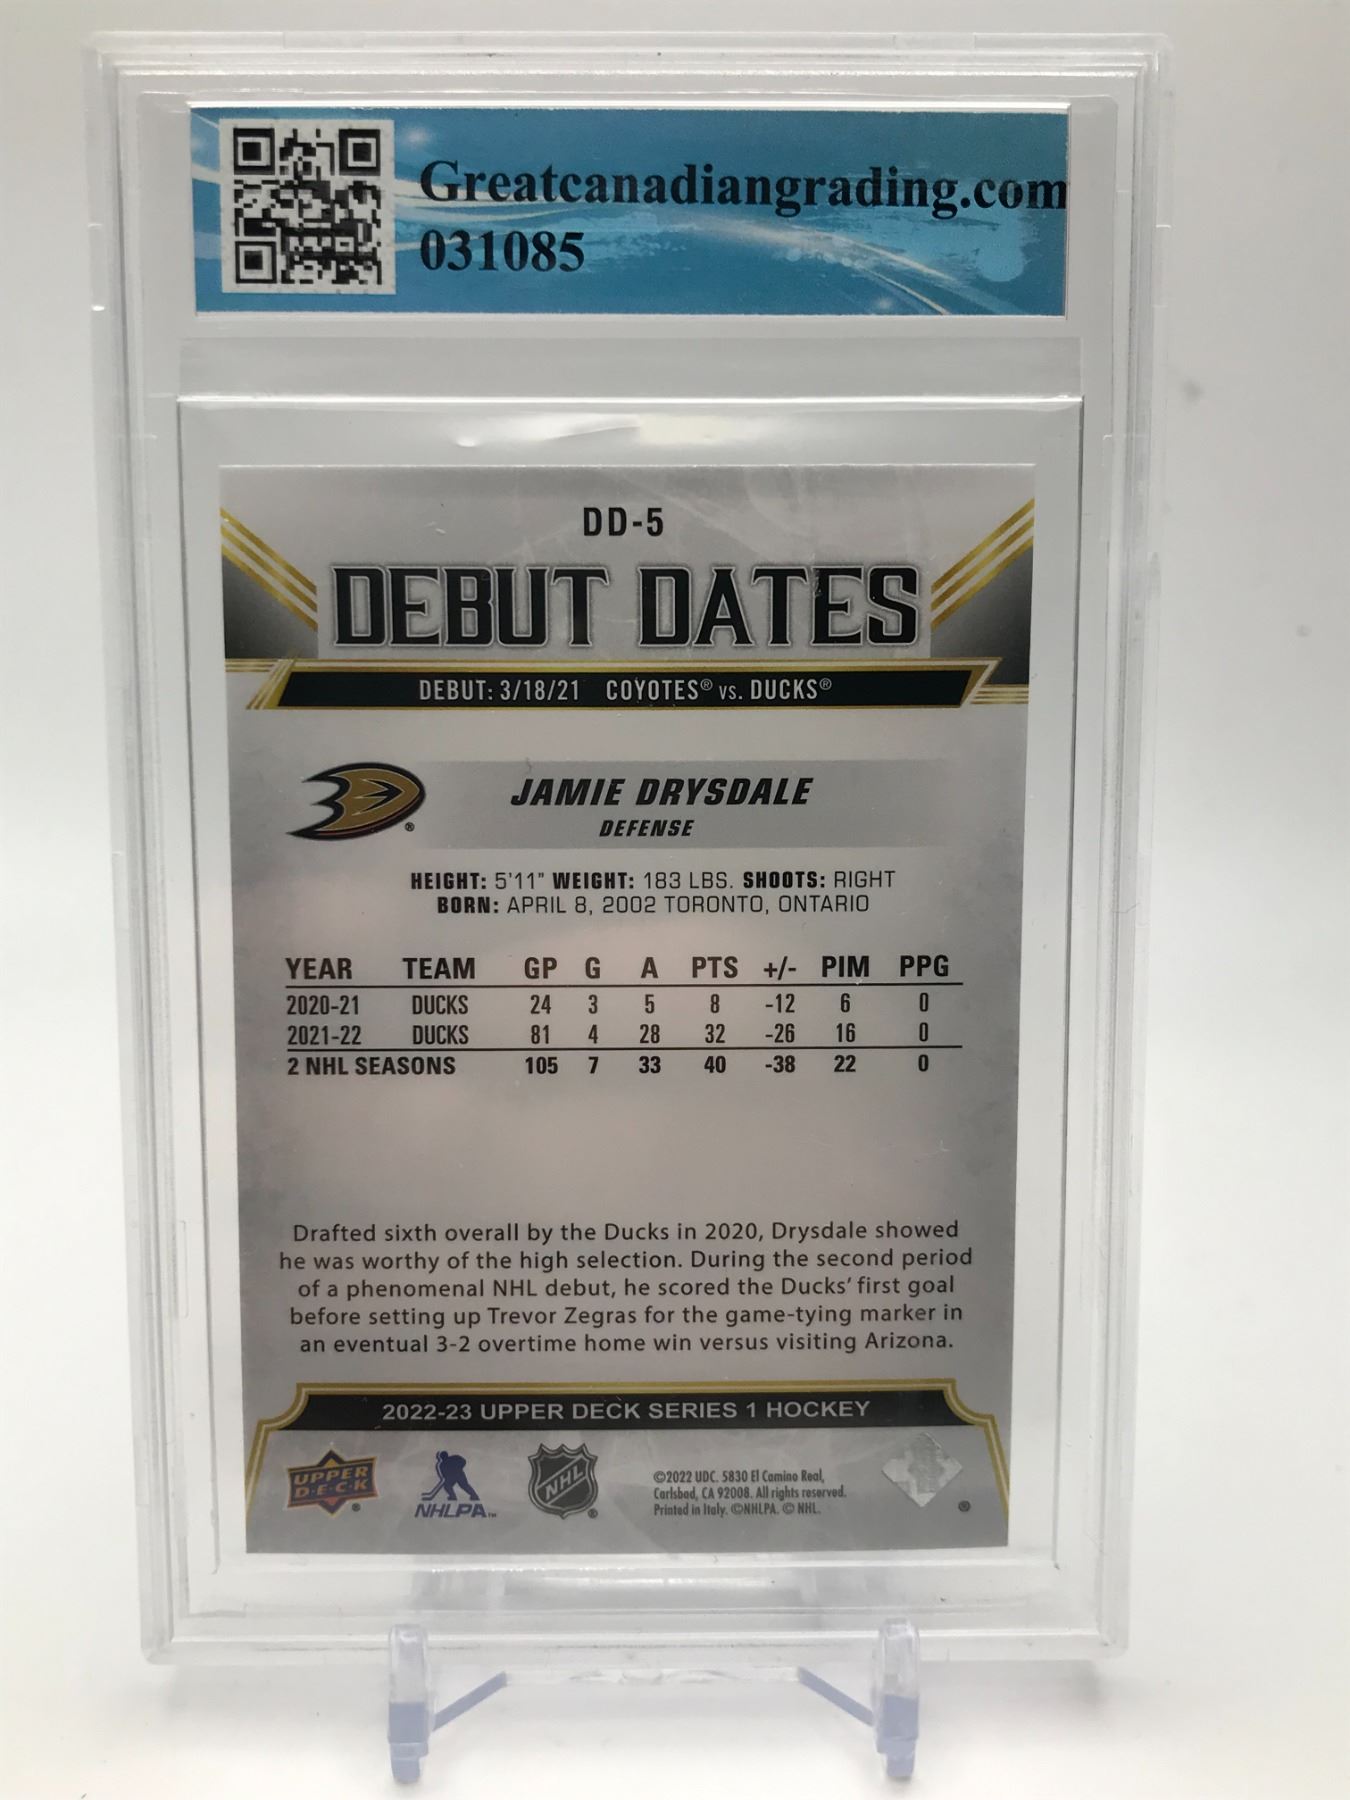 Greatcanadiangrading.com
031085
DD-5
DEBUT DATES
DEBUT: 3/18/21 COYOTES® vs. DUCKS®
JAMIE DRYSDALE
DEFENSE
HEIGHT: 5'11" WEIGHT: 183 LBS. SHOOTS: RIGHT
BORN: APRIL 8, 2002 TORONTO, ONTARIO
YEAR TEAM GP G A PTS +/- PIM PPG
2020-21 DUCKS 24 3 5 8 -12 6 0
2021-22 DUCKS 81 4 28 32 -26 16 0
2 NHL SEASONS 105 7 33 40 -38 22 0
Drafted sixth overall by the Ducks in 2020, Drysdale showed
he was worthy of the high selection. During the second period
of a phenomenal NHL debut, he scored the Ducks' first goal
before setting up Trevor Zegras for the game-tying marker in
an eventual 3-2 overtime home win versus visiting Arizona.
2022-23 UPPER DECK SERIES 1 HOCKEY
UPPER
D·E·C·K
NHLPA™
NHL
©2022 UDC. 5830 El Camino Real,
Carlsbad, CA 92008. All rights reserved.
Printed in Italy. ©NHLPA. © NHL.